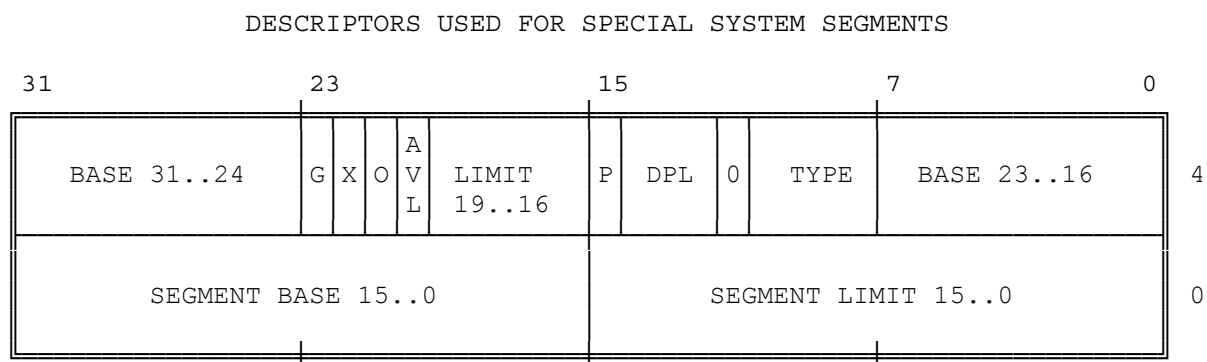 DESCRIPTORS USED FOR SPECIAL SYSTEM SEGMENTS
31 23 15 7 0
BASE 31..24 G X O AVL LIMIT 19..16 P DPL 0 TYPE BASE 23..16 4
SEGMENT BASE 15..0 SEGMENT LIMIT 15..0 0